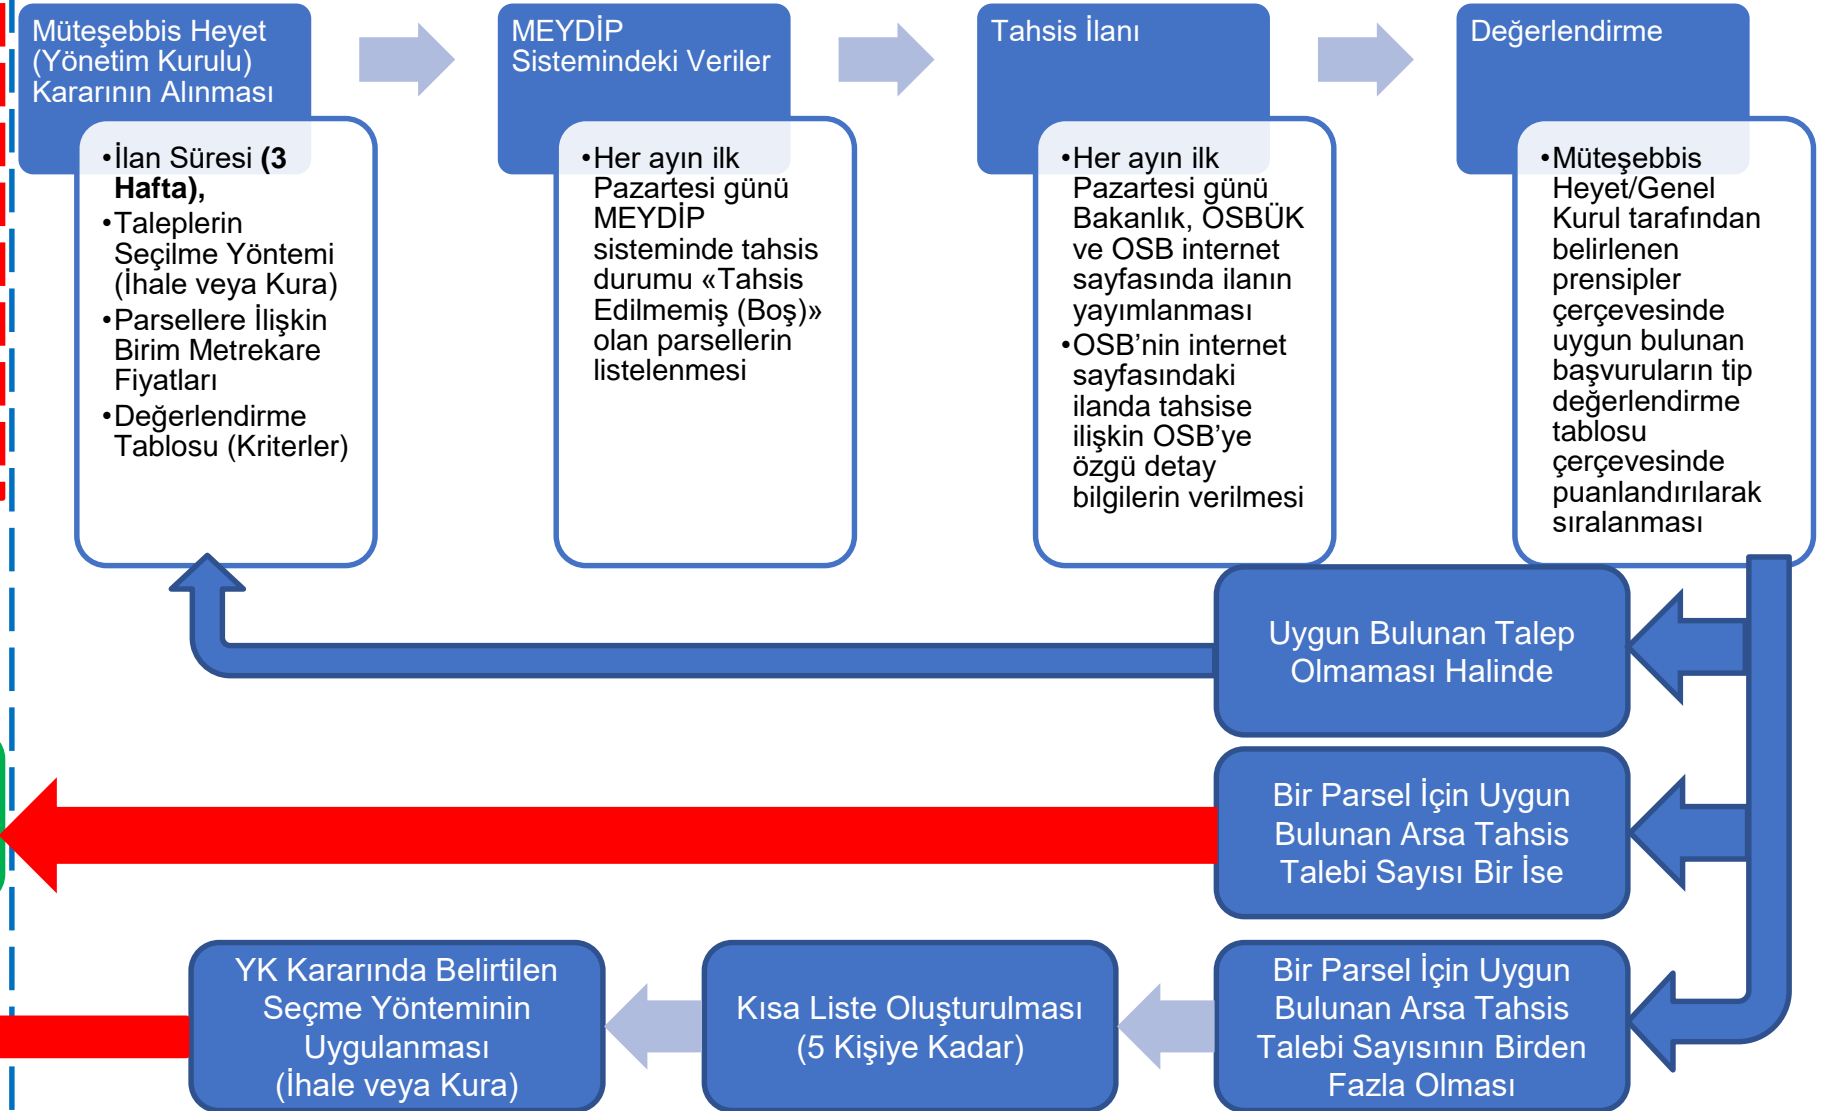 Müteşebbis Heyet
(Yönetim Kurulu)
Kararının Alınması
•İlan Süresi (3
Hafta),
•Taleplerin
Seçilme Yöntemi
(İhale veya Kura)
•Parsellere İlişkin
Birim Metrekare
Fiyatları
•Değerlendirme
Tablosu (Kriterler)
MEYDİP
Sistemindeki Veriler
•Her ayın ilk
Pazartesi günü
MEYDİP
sisteminde tahsis
durumu «Tahsis
Edilmemiş (Boş)»
olan parsellerin
listelenmesi
Tahsis İlanı
•Her ayın ilk
Pazartesi günü
Bakanlık, OSBÜK
ve OSB internet
sayfasında ilanın
yayımlanması
•OSB’nin internet
sayfasındaki
ilanda tahsise
ilişkin OSB’ye
özgü detay
bilgilerin verilmesi
Değerlendirme
•Müteşebbis
Heyet/Genel
Kurul tarafından
belirlenen
prensipler
çerçevesinde
uygun bulunan
başvuruların tip
değerlendirme
tablosu
çerçevesinde
puanlandırılarak
sıralanması
Uygun Bulunan Talep
Olmaması Halinde
Bir Parsel İçin Uygun
Bulunan Arsa Tahsis
Talebi Sayısı Bir İse
Bir Parsel İçin Uygun
Bulunan Arsa Tahsis
Talebi Sayısının Birden
Fazla Olması
Kısa Liste Oluşturulması
(5 Kişiye Kadar)
YK Kararında Belirtilen
Seçme Yönteminin
Uygulanması
(İhale veya Kura)